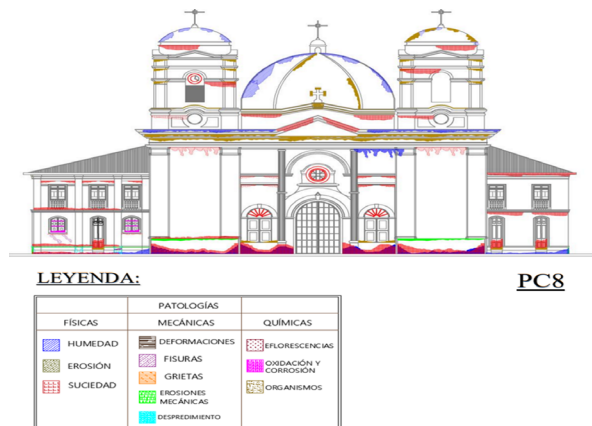 LEYENDA:
PC8
PATOLOGÍAS
FÍSICAS MECÁNICAS QUÍMICAS
HUMEDAD
EROSIÓN
SUCIEDAD
DEFORMACIONES
FISURAS
GRIETAS
EROSIONES
MECÁNICAS
DESPREDIMIENTO
EFLORESCENCIAS
OXIDACIÓN Y
CORROSIÓN
ORGANISMOS